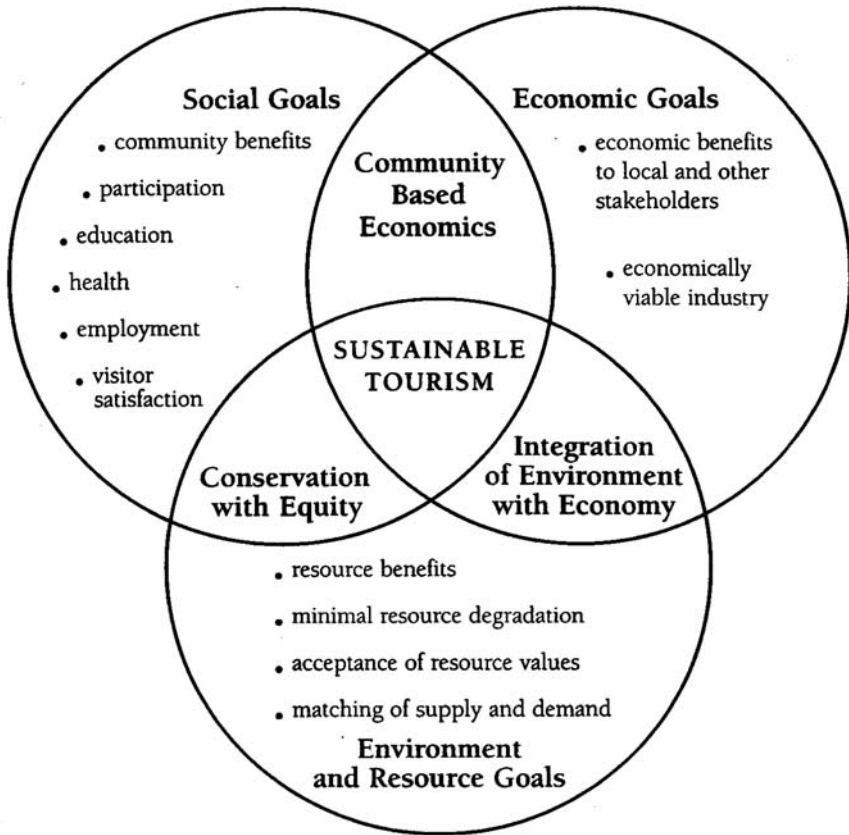 Social Goals
• community benefits
• participation
• education
• health
• employment
• visitor
satisfaction
Community
Based
Economics
Economic Goals
• economic benefits
to local and other
stakeholders
• economically
viable industry
SUSTAINABLE
TOURISM
Conservation
with Equity
Integration
of Environment
with Economy
• resource benefits
• minimal resource degradation
• acceptance of resource values
• matching of supply and demand
Environment
and Resource Goals